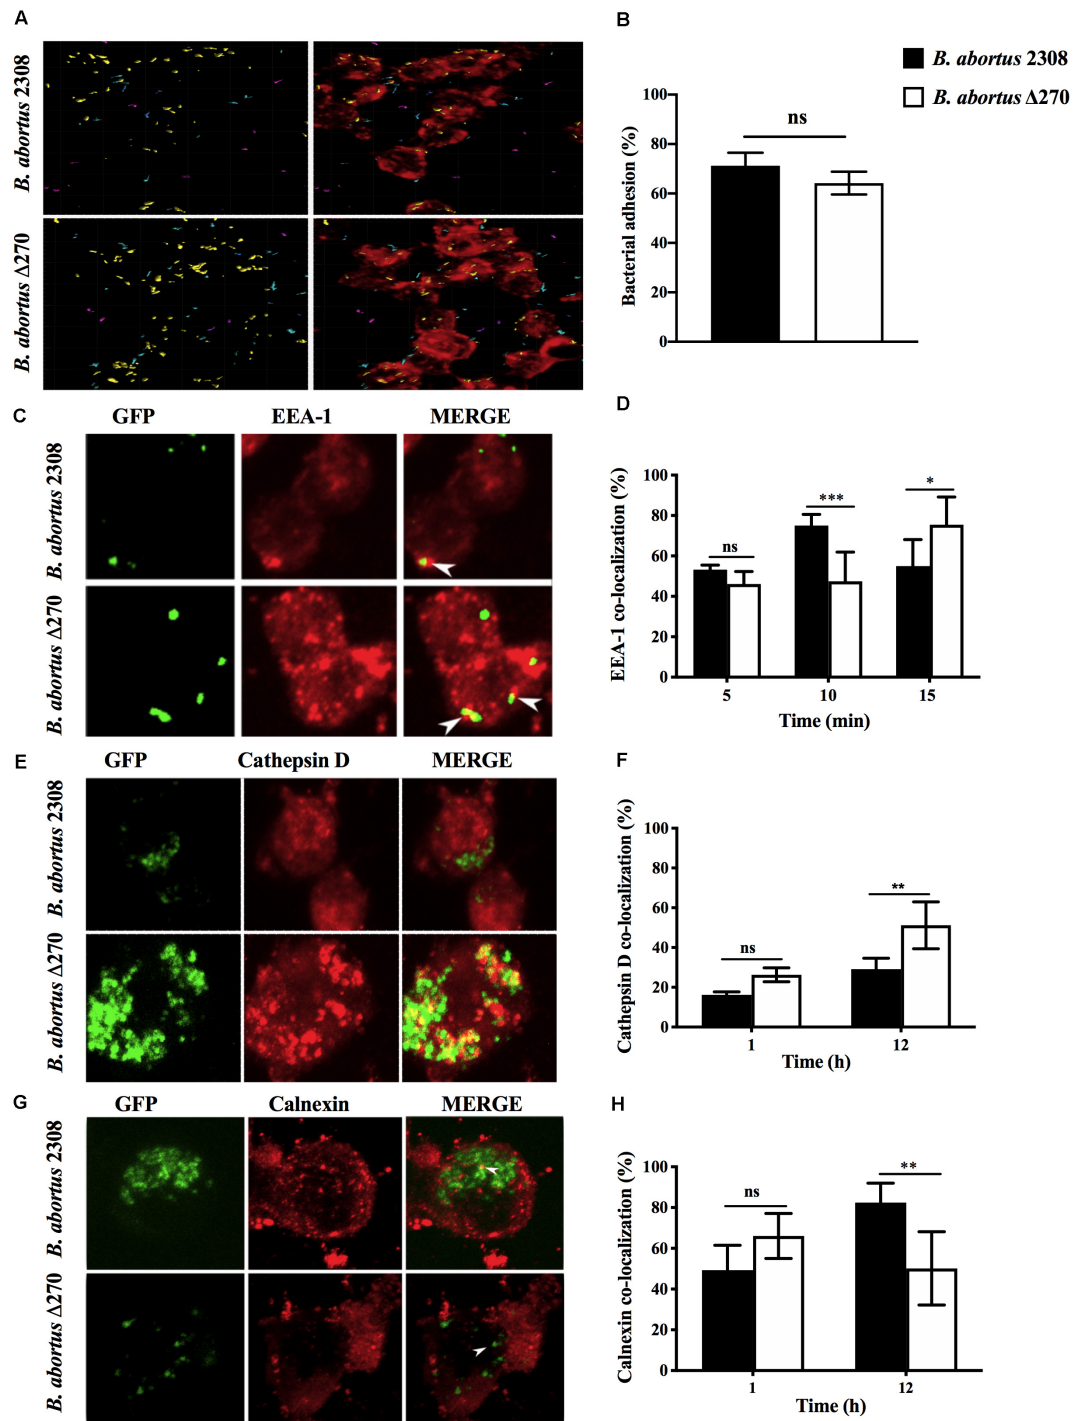 A
B. abortus 2308
B. abortus Δ270
B
B. abortus 2308
B. abortus Δ270
ns
Bacterial adhesion (%)
100
80
60
40
20
0
C
GFP
EEA-1
MERGE
B. abortus 2308
B. abortus Δ270
D
EEA-1 co-localization (%)
100
80
60
40
20
0
ns
***
*
5
10
15
Time (min)
E
GFP
Cathepsin D
MERGE
B. abortus 2308
B. abortus Δ270
F
Cathepsin D co-localization (%)
100
80
60
40
20
0
ns
**
1
12
Time (h)
G
GFP
Calnexin
MERGE
B. abortus 2308
B. abortus Δ270
H
Calnexin co-localization (%)
100
80
60
40
20
0
ns
**
1
12
Time (h)